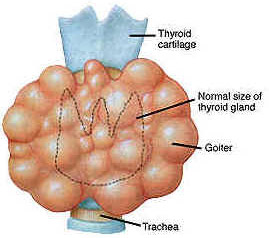 Thyroid
cartilage
Normal size of
thyroid gland
Goiter
Trachea